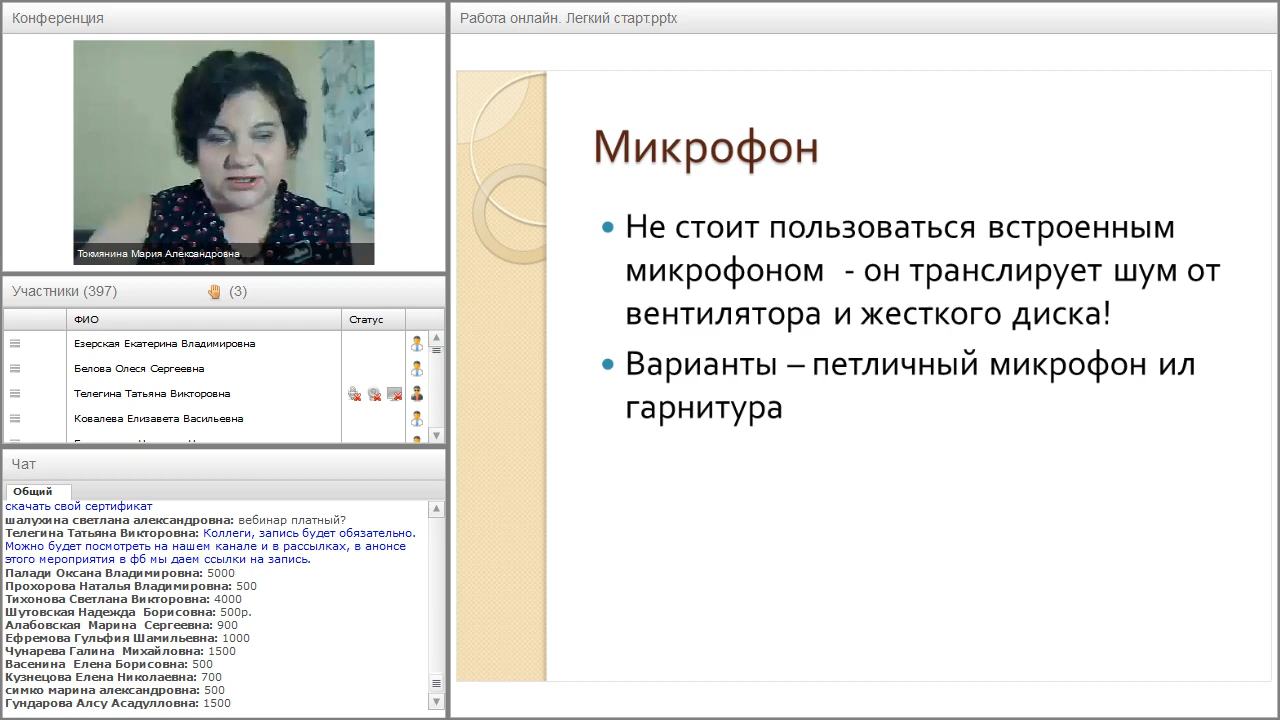 Конференция
Токмянина Мария Александровна
Участники (397)
(3)
ФИО
Статус
Езерская Екатерина Владимировна
Белова Олеся Сергеевна
Телегина Татьяна Викторовна
Ковалева Елизавета Васильевна
Чат
Общий
скачать свой сертификат
шалухина светлана александровна: вебинар платный?
Телегина Татьяна Викторовна: Коллеги, запись будет обязательно.
Можно будет посмотреть на нашем канале и в рассылках, в анонсе
этого мероприятия в фб мы даем ссылки на запись.
Палади Оксана Владимировна: 5000
Прохорова Наталья Владимировна: 500
Тихонова Светлана Викторовна: 4000
Шутовская Надежда Борисовна: 500р.
Алабовская Марина Сергеевна: 900
Ефремова Гульфия Шамильевна: 1000
Чунарева Галина Михайловна: 1500
Васенина Елена Борисовна: 500
Кузнецова Елена Николаевна: 700
симко марина александровна: 500
Гундарова Алсу Асадулловна: 1500
Работа онлайн. Легкий старт.pptx
Микрофон
Не стоит пользоваться встроенным
микрофоном - он транслирует шум от
вентилятора и жесткого диска!
Варианты – петличный микрофон ил
гарнитура